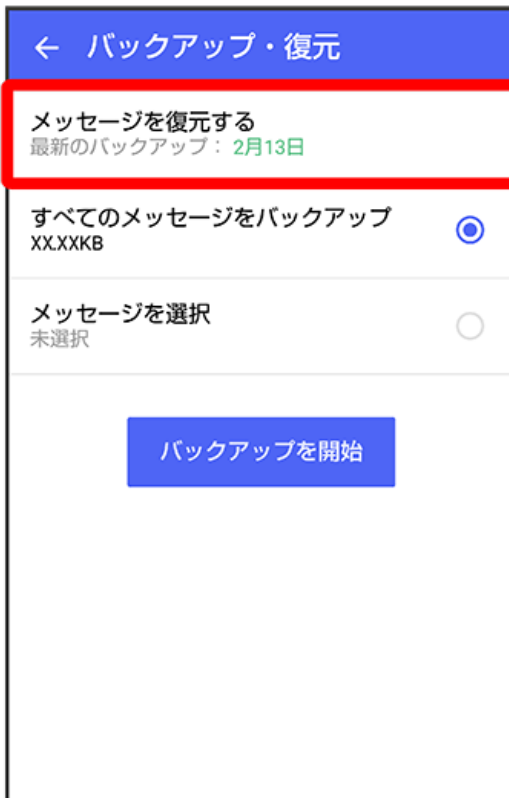 ← バックアップ・復元
メッセージを復元する
最新のバックアップ： 2月13日
すべてのメッセージをバックアップ
XX.XXKB
メッセージを選択
未選択
バックアップを開始